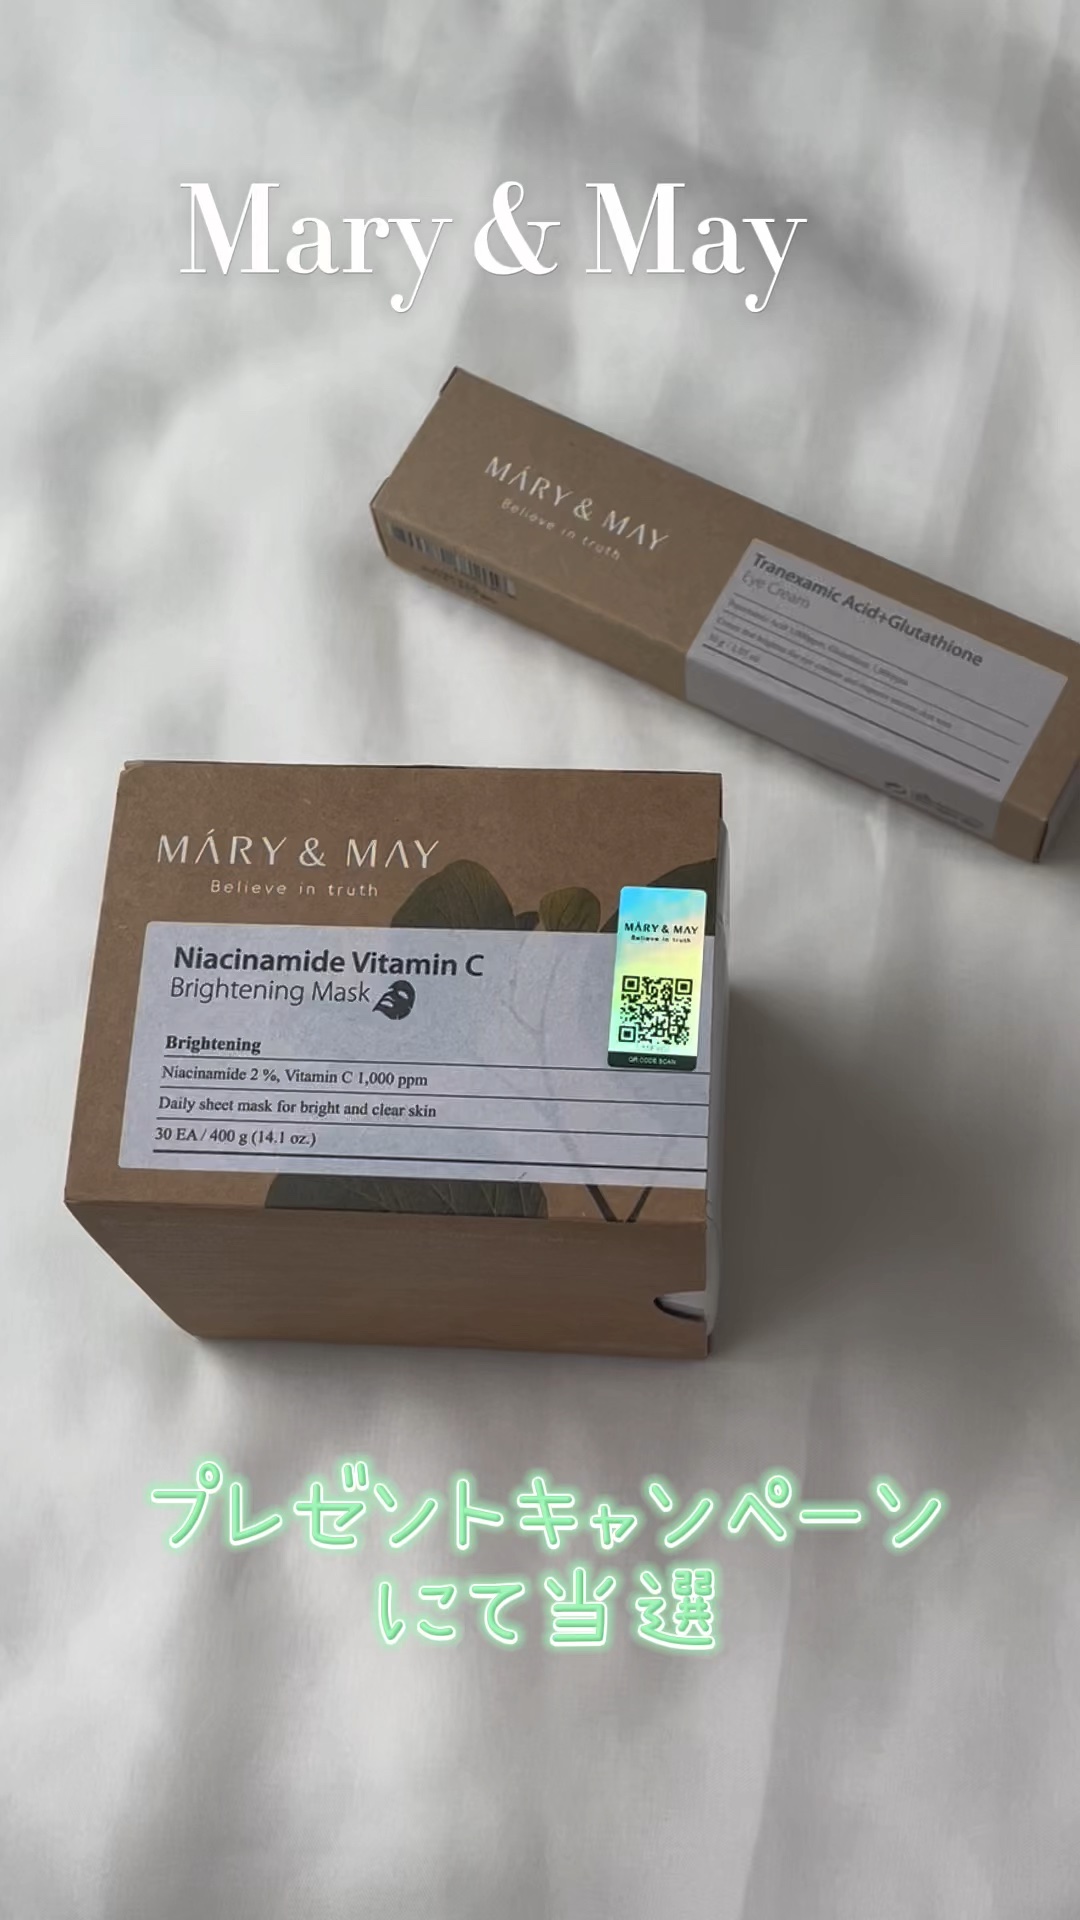 Mary & May
MÁRY & MAY
Believe in truth
Tranexamic Acid+Glutathione
Eye Cream
MÁRY & MAY
Believe in truth
MÁRY & MAY
Believe in truth
QR CODE SCAN
Niacinamide Vitamin C
Brightening Mask
Brightening
Niacinamide 2 %, Vitamin C 1,000 ppm
Daily sheet mask for bright and clear skin
30 EA / 400 g (14.1 oz.)
プレゼントキャンペーン
にて当選